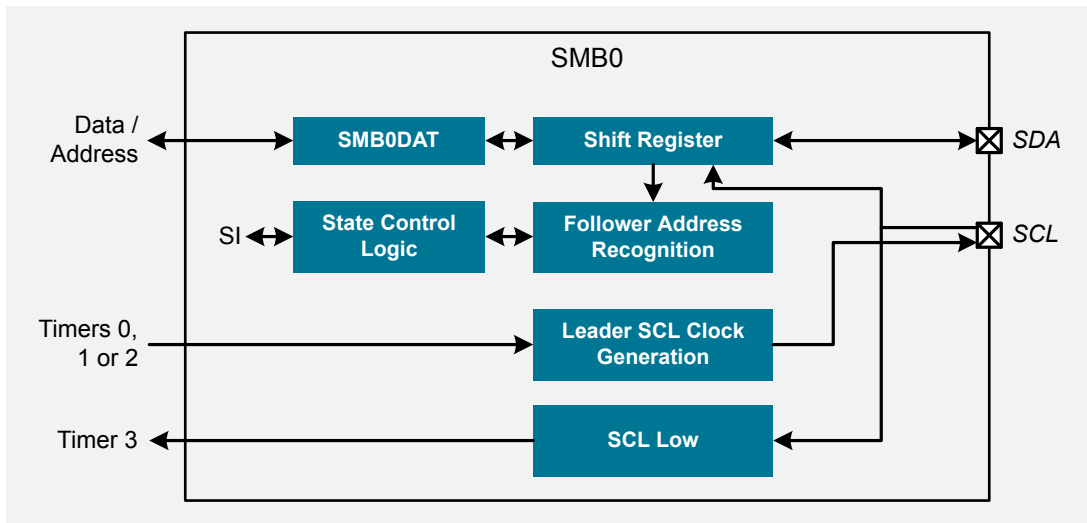 SMB0
Data /
Address
SMB0DAT
Shift Register
SDA
SI
State Control
Logic
Follower Address
Recognition
SCL
Timers 0,
1 or 2
Leader SCL Clock
Generation
Timer 3
SCL Low